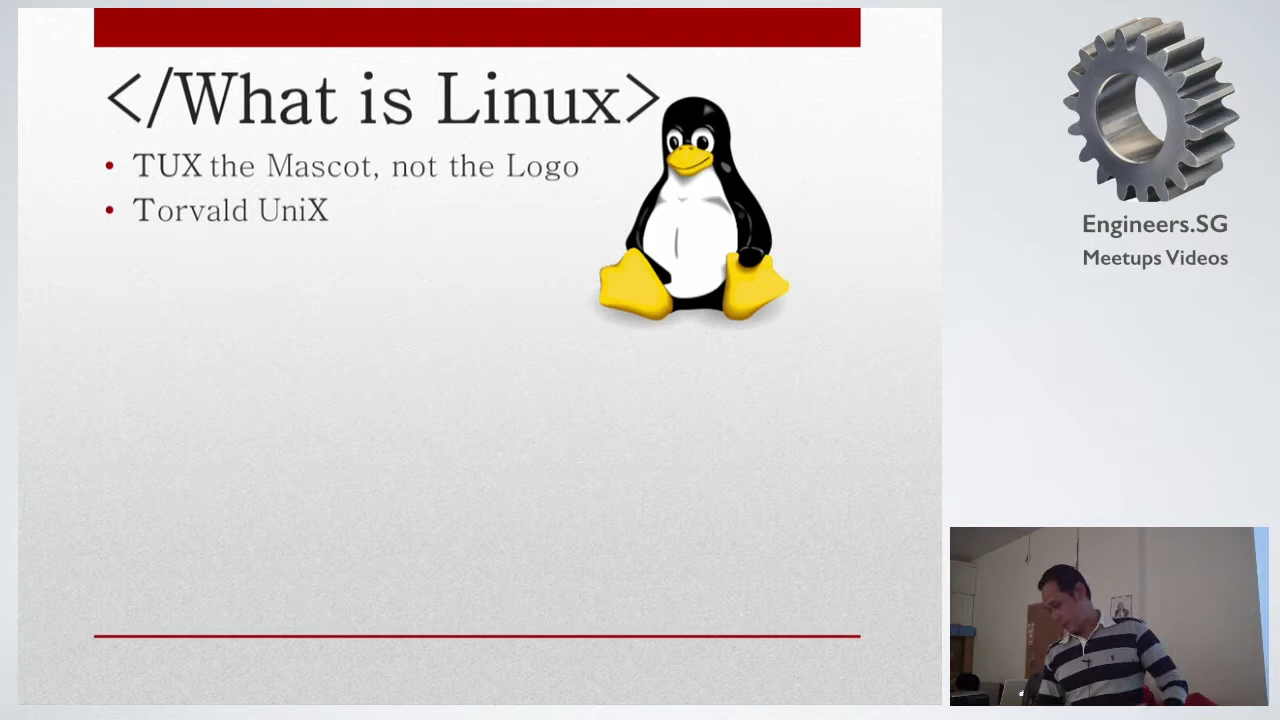 </What is Linux>
• TUX the Mascot, not the Logo
• Torvald UniX
Engineers.SG
Meetups Videos